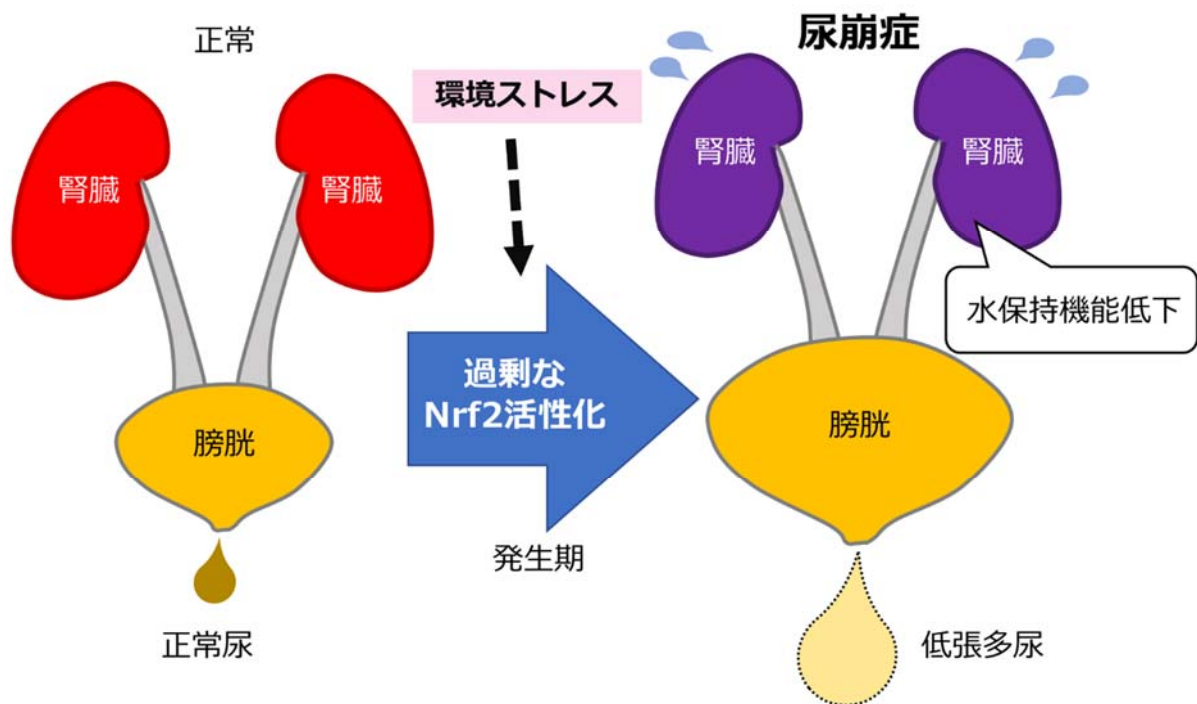 正常
腎臓
腎臓
膀胱
正常尿
環境ストレス
過剰な
Nrf2活性化
発生期
尿崩症
腎臓
腎臓
水保持機能低下
膀胱
低張多尿